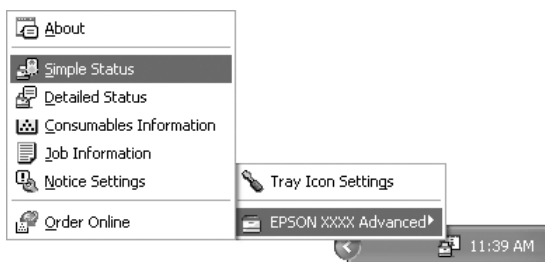 About
Simple Status
Detailed Status
Consumables Information
Job Information
Notice Settings
Order Online
Tray Icon Settings
EPSON XXXX Advanced
11:39 AM